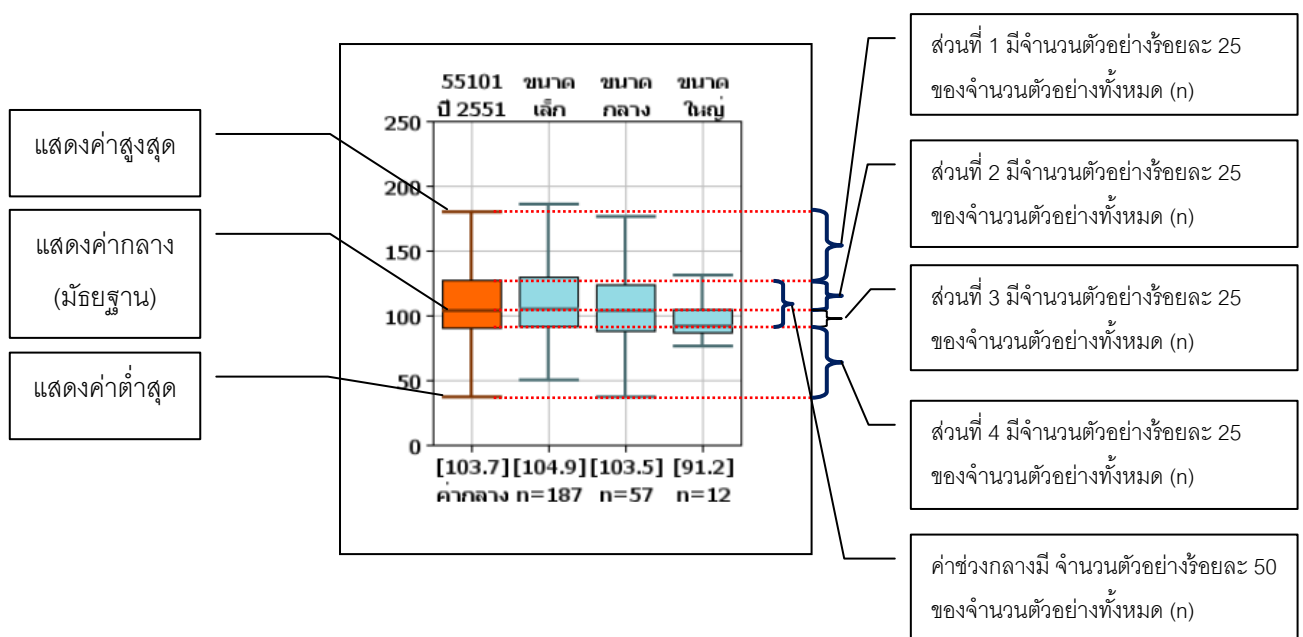 แสดงค่าสูงสุด
แสดงค่ากลาง
(มัธยฐาน)
แสดงค่าต่ำสุด
55101 ขนาด ขนาด ขนาด
ปี 2551 เล็ก กลาง ใหญ่
250
200
150
100
50
0
[103.7] [104.9] [103.5] [91.2]
ค่ากลาง n=187 n=57 n=12
ส่วนที่ 1 มีจำนวนตัวอย่างร้อยละ 25
ของจำนวนตัวอย่างทั้งหมด (n)
ส่วนที่ 2 มีจำนวนตัวอย่างร้อยละ 25
ของจำนวนตัวอย่างทั้งหมด (n)
ส่วนที่ 3 มีจำนวนตัวอย่างร้อยละ 25
ของจำนวนตัวอย่างทั้งหมด (n)
ส่วนที่ 4 มีจำนวนตัวอย่างร้อยละ 25
ของจำนวนตัวอย่างทั้งหมด (n)
ค่าช่วงกลางมี จำนวนตัวอย่างร้อยละ 50
ของจำนวนตัวอย่างทั้งหมด (n)